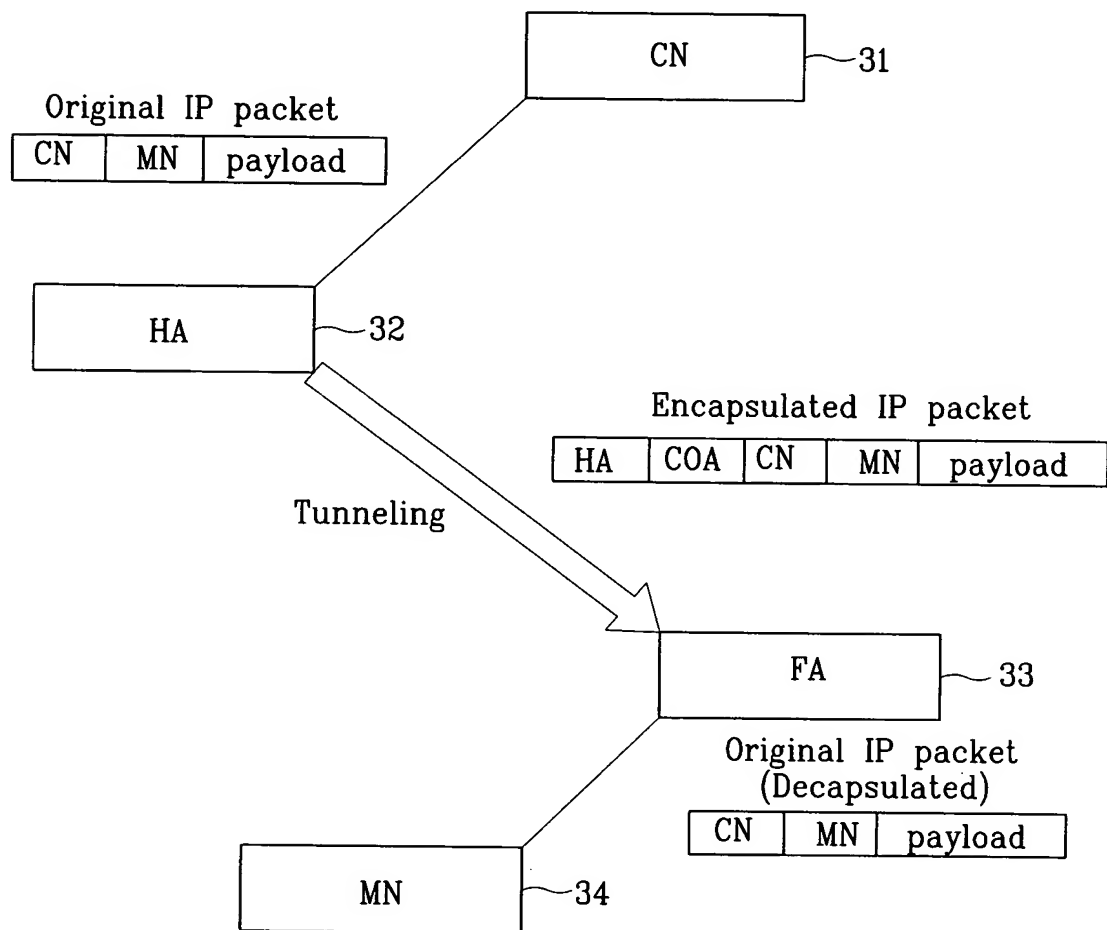 CN
31
Original IP packet
CN MN payload
HA
32
Encapsulated IP packet
HA COA CN MN payload
Tunneling
FA
33
Original IP packet
(Decapsulated)
CN MN payload
MN
34